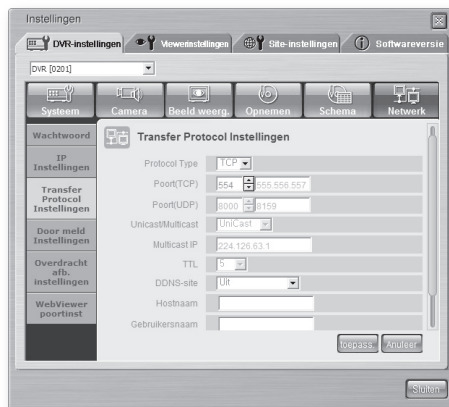 Instellingen
DVR-instellingen Viewerinstellingen Site-instellingen Softwareversie
DVR [0201]
Systeem Camera Beeld weerg. Opnemen Schema Netwerk
Wachtwoord
IP
Instellingen
Transfer
Protocol
Instellingen
Door meld
Instellingen
Overdracht
afb.
instellingen
WebViewer
poortinst
Transfer Protocol Instellingen
Protocol Type TCP
Poort(TCP) 554 555.556.557
Poort(UDP) 8000 8159
Unicast/Multicast UniCast
Multicast IP 224.126.63.1
TTL 5
DDNS-site Uit
Hostnaam
Gebruikersnaam
toepass. Anuleer
Sluiten